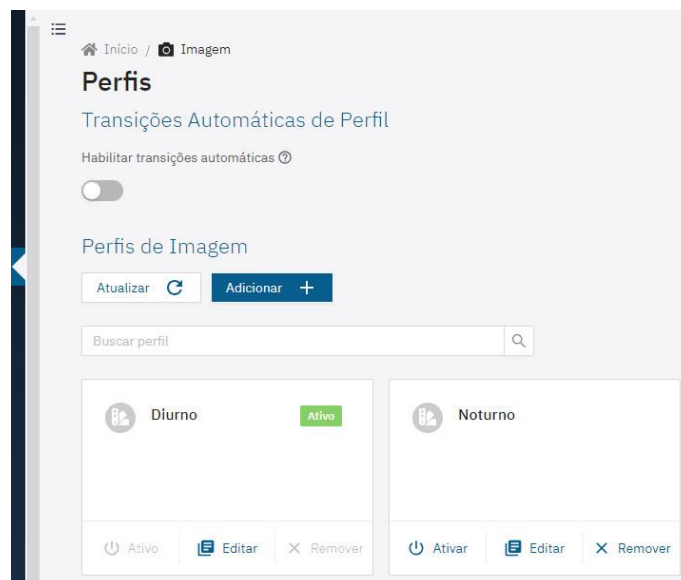 Início / Imagem
Perfis
Transições Automáticas de Perfil
Habilitar transições automáticas
Perfis de Imagem
Atualizar Adicionar
Buscar perfil
Diurno Ativo Noturno
Ativo Editar Remover Ativar Editar Remover